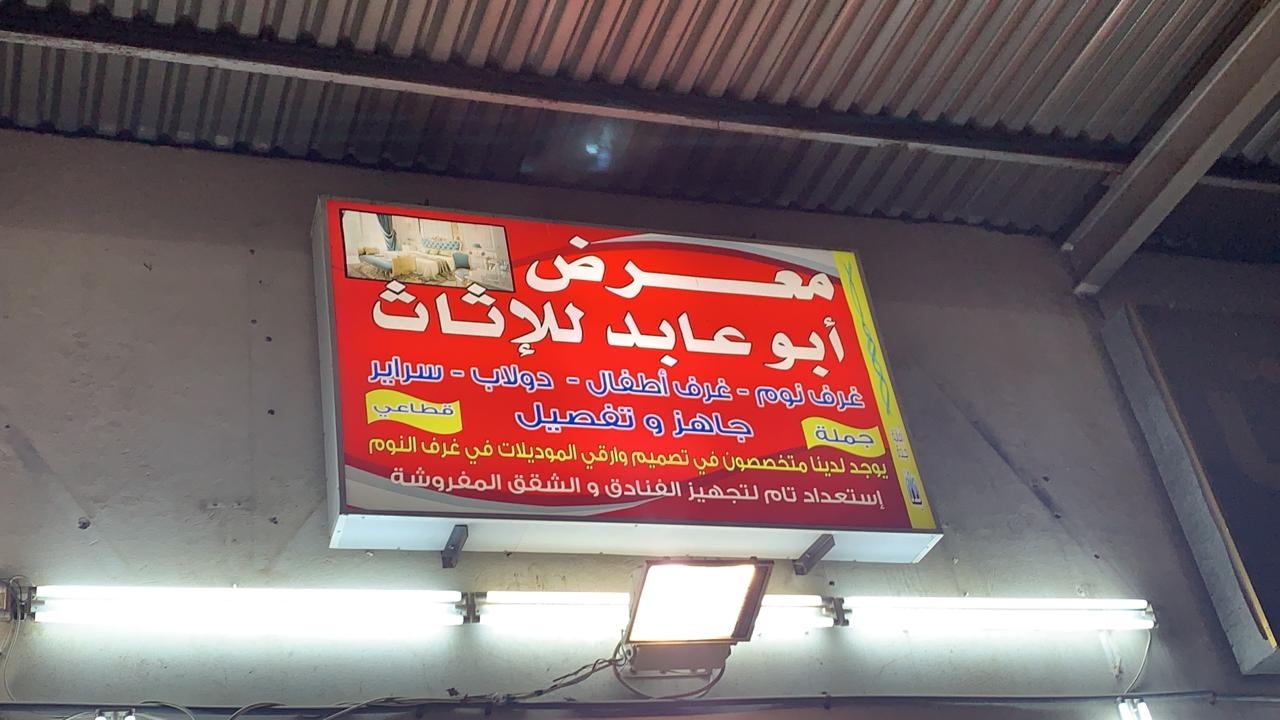 معرض
أبو عابد للإثاث
غرف نوم - غرف أطفال - دولاب - سراير
جملة
جاهز و تفصيل
قطاعي
يوجد لدينا متخصصون في تصميم وارقي الموديلات في غرف النوم
إستعداد تام لتجهيز الفنادق و الشقق المفروشة